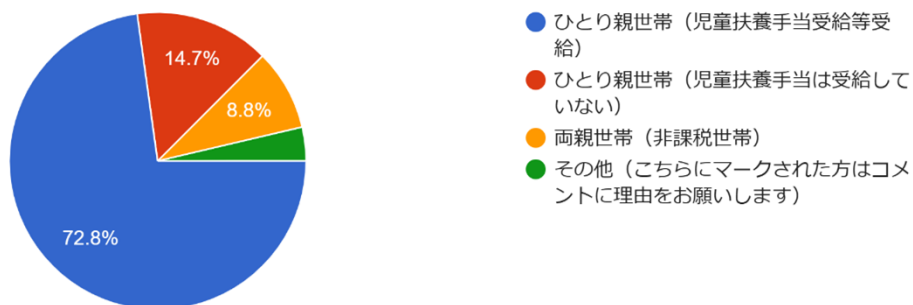 14.7%
8.8%
72.8%
ひとり親世帯（児童扶養手当受給等受
給）
ひとり親世帯（児童扶養手当は受給して
いない）
両親世帯（非課税世帯）
その他（こちらにマークされた方はコメ
ントに理由をお願いします）